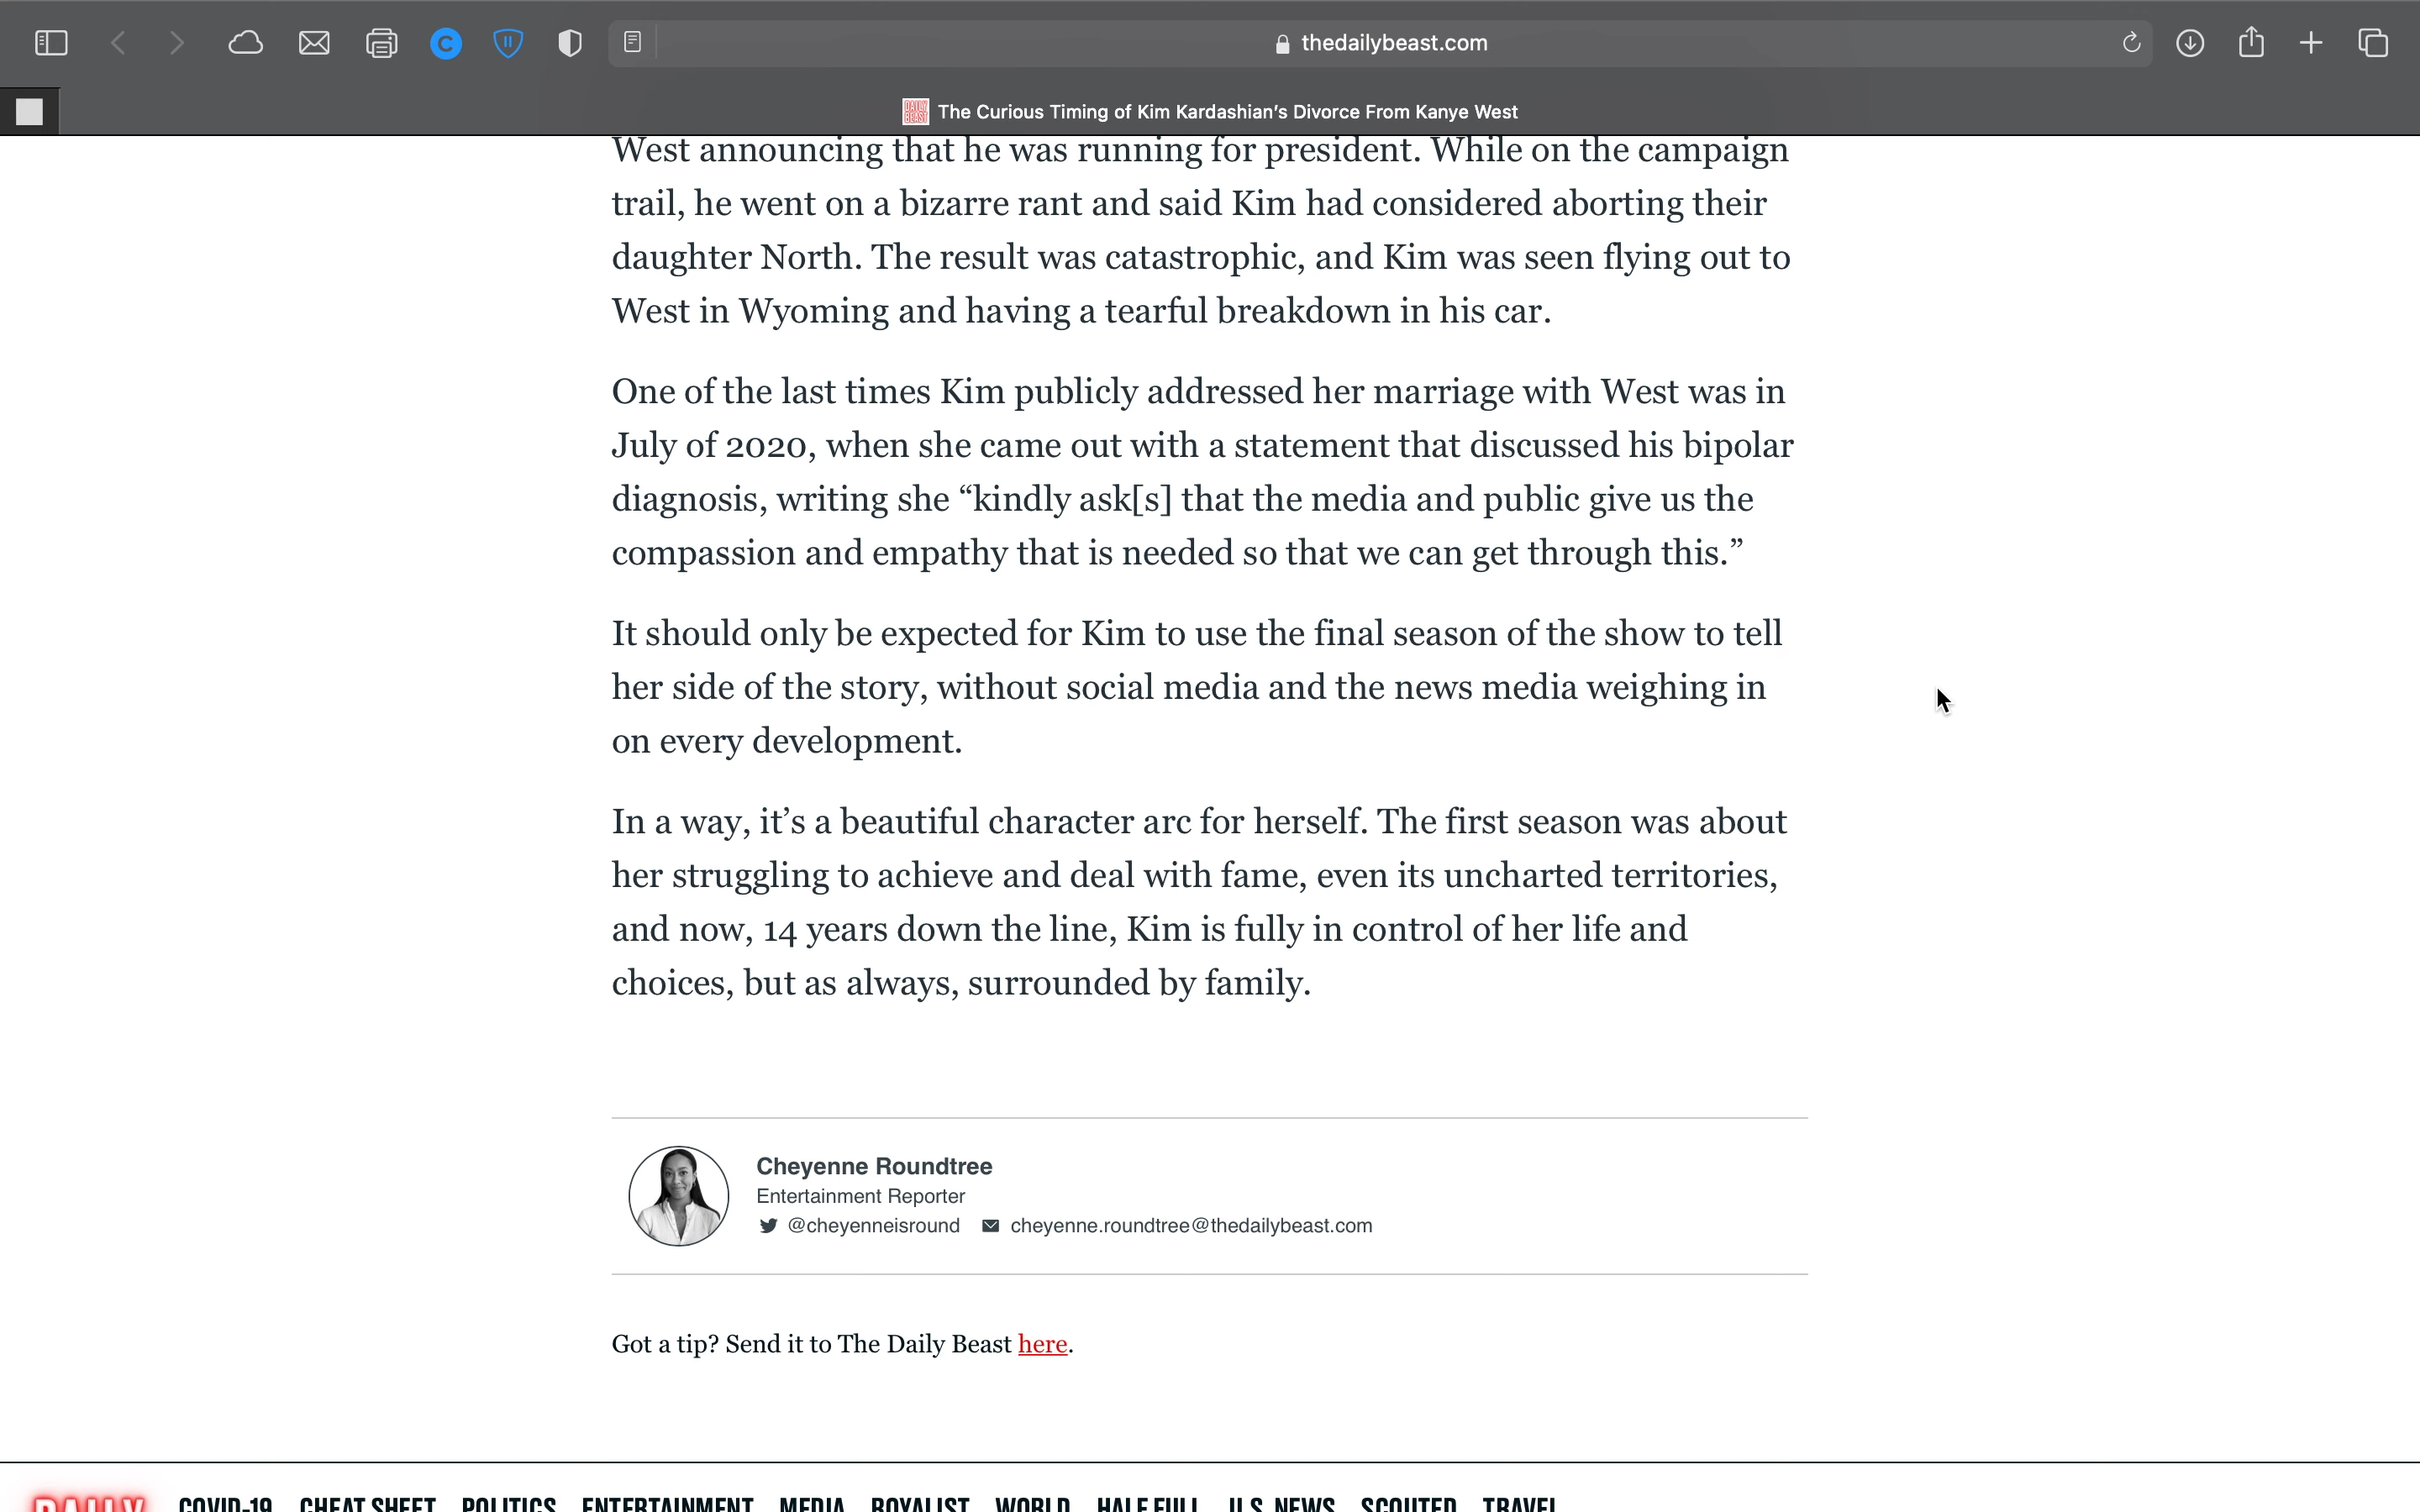 thedailybeast.com
The Curious Timing of Kim Kardashian’s Divorce From Kanye West
West announcing that he was running for president. While on the campaign
trail, he went on a bizarre rant and said Kim had considered aborting their
daughter North. The result was catastrophic, and Kim was seen flying out to
West in Wyoming and having a tearful breakdown in his car.
One of the last times Kim publicly addressed her marriage with West was in
July of 2020, when she came out with a statement that discussed his bipolar
diagnosis, writing she “kindly ask[s] that the media and public give us the
compassion and empathy that is needed so that we can get through this.”
It should only be expected for Kim to use the final season of the show to tell
her side of the story, without social media and the news media weighing in
on every development.
In a way, it’s a beautiful character arc for herself. The first season was about
her struggling to achieve and deal with fame, even its uncharted territories,
and now, 14 years down the line, Kim is fully in control of her life and
choices, but as always, surrounded by family.
Cheyenne Roundtree
Entertainment Reporter
@cheyenneisround cheyenne.roundtree@thedailybeast.com
Got a tip? Send it to The Daily Beast here.
DAILY COVID-19 CHEAT SHEET POLITICS ENTERTAINMENT MEDIA ROYALIST WORLD HALF FULL U.S. NEWS SCOUTED TRAVEL